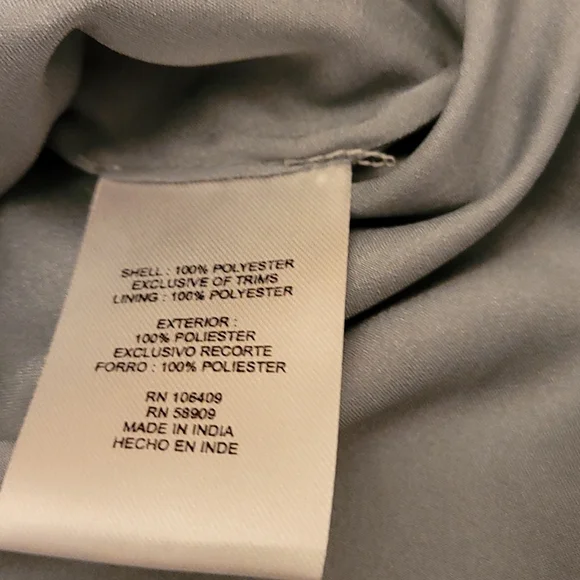 SHELL : 100% POLYESTER
EXCLUSIVE OF TRIMS
LINING : 100% POLYESTER
EXTERIOR :
100% POLIESTER
EXCLUSIVO RECORTE
FORRO : 100% POLIESTER
RN 106409
RN 58909
MADE IN INDIA
HECHO EN INDE